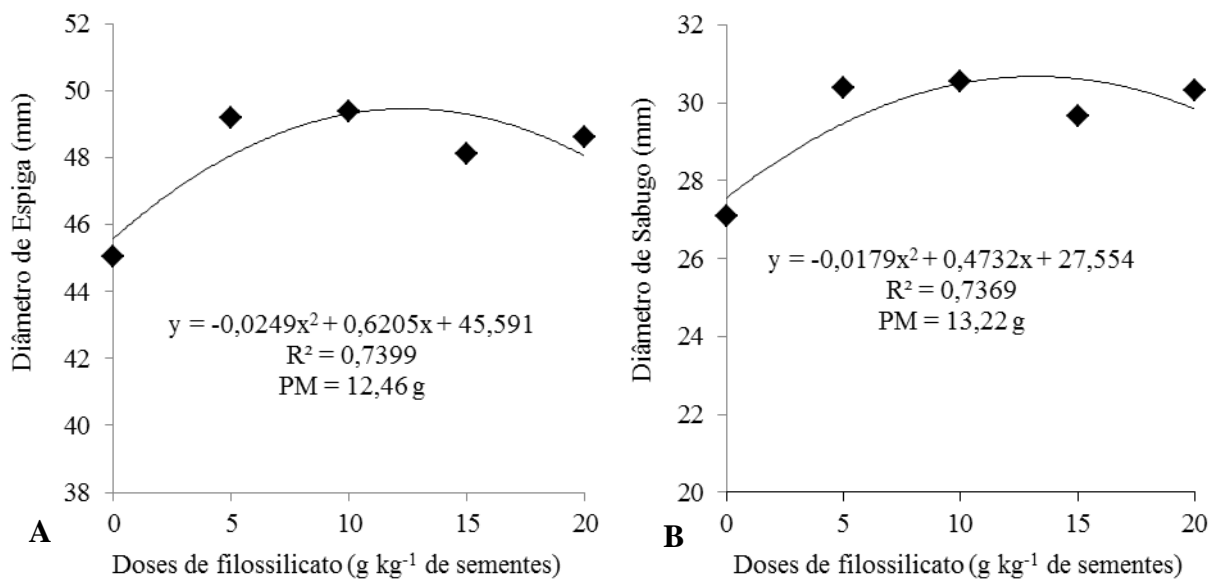 Diâmetro de Espiga (mm)
52
50
48
46
44
42
40
38
y = -0,0249x² + 0,6205x + 45,591
R² = 0,7399
PM = 12,46 g
0 5 10 15 20
A
Doses de filossilicato (g kg⁻¹ de sementes)
Diâmetro de Sabugo (mm)
32
30
28
26
24
22
20
y = -0,0179x² + 0,4732x + 27,554
R² = 0,7369
PM = 13,22 g
0 5 10 15 20
B
Doses de filossilicato (g kg⁻¹ de sementes)